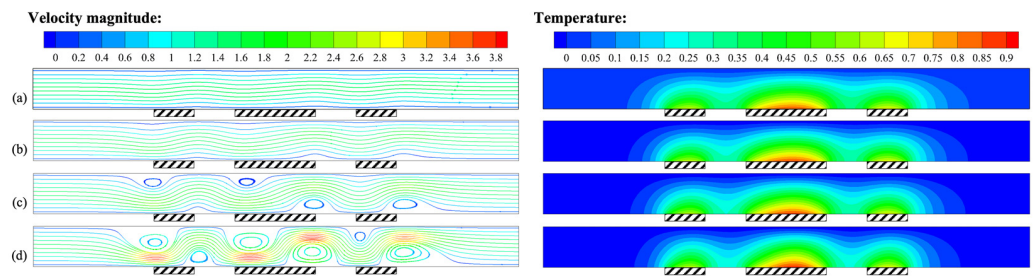 Velocity magnitude:
Temperature:
0 0.2 0.4 0.6 0.8 1 1.2 1.4 1.6 1.8 2 2.2 2.4 2.6 2.8 3 3.2 3.4 3.6 3.8
0 0.05 0.1 0.15 0.2 0.25 0.3 0.35 0.4 0.45 0.5 0.55 0.6 0.65 0.7 0.75 0.8 0.85 0.9
(a)
(b)
(c)
(d)